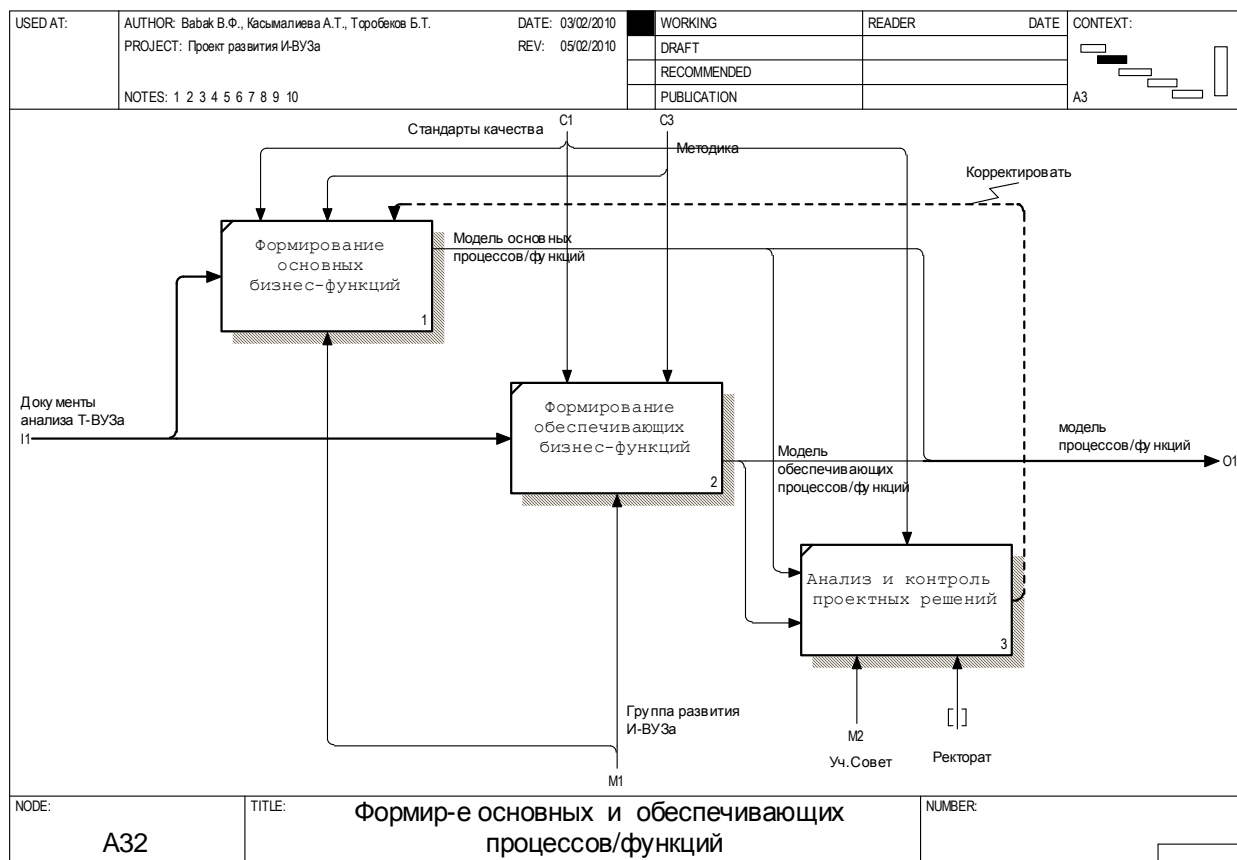 USED AT:
AUTHOR: Babak В.Ф., Касымалиева А.Т., Торобеков Б.Т.
DATE: 03/02/2010
PROJECT: Проект развития И-ВУЗа
REV: 05/02/2010
NOTES: 1 2 3 4 5 6 7 8 9 10
WORKING
DRAFT
RECOMMENDED
PUBLICATION
READER
DATE
CONTEXT:
A3
C1
C3
Стандарты качества
Методика
Корректировать
Формирование
основных
бизнес-функций
1
Модель основных
процессов/функций
Документы
анализа Т-ВУЗа
I1
Формирование
обеспечивающих
бизнес-функций
2
Модель
обеспечивающих
процессов/функций
модель
процессов/функций
O1
Анализ и контроль
проектных решений
3
Группа развития
И-ВУЗа
M1
M2
Уч.Совет
Ректорат
NODE:
A32
TITLE:
Формир-е основных и обеспечивающих
процессов/функций
NUMBER: